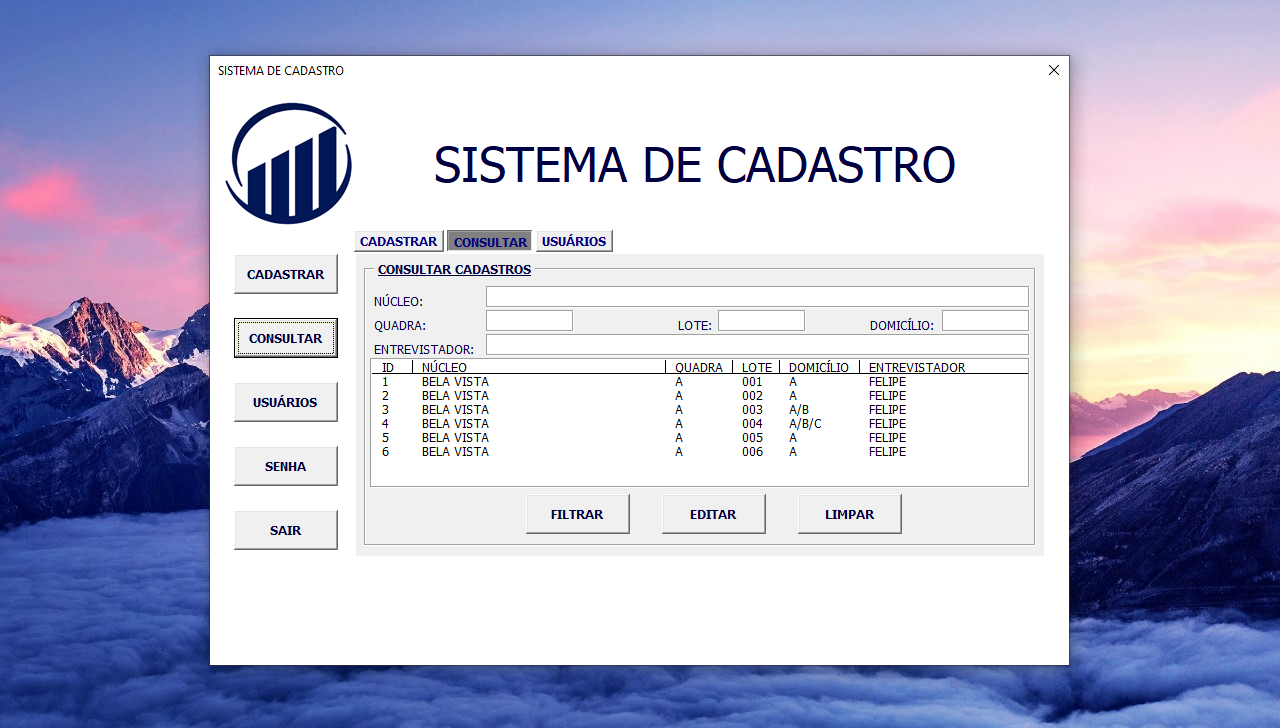 SISTEMA DE CADASTRO
SISTEMA DE CADASTRO
CADASTRAR CONSULTAR USUÁRIOS
CADASTRAR
CONSULTAR
USUÁRIOS
SENHA
SAIR
CONSULTAR CADASTROS
NÚCLEO:
QUADRA: LOTE: DOMICÍLIO:
ENTREVISTADOR:
ID NÚCLEO QUADRA LOTE DOMICÍLIO ENTREVISTADOR
1 BELA VISTA A 001 A FELIPE
2 BELA VISTA A 002 A FELIPE
3 BELA VISTA A 003 A/B FELIPE
4 BELA VISTA A 004 A/B/C FELIPE
5 BELA VISTA A 005 A FELIPE
6 BELA VISTA A 006 A FELIPE
FILTRAR EDITAR LIMPAR